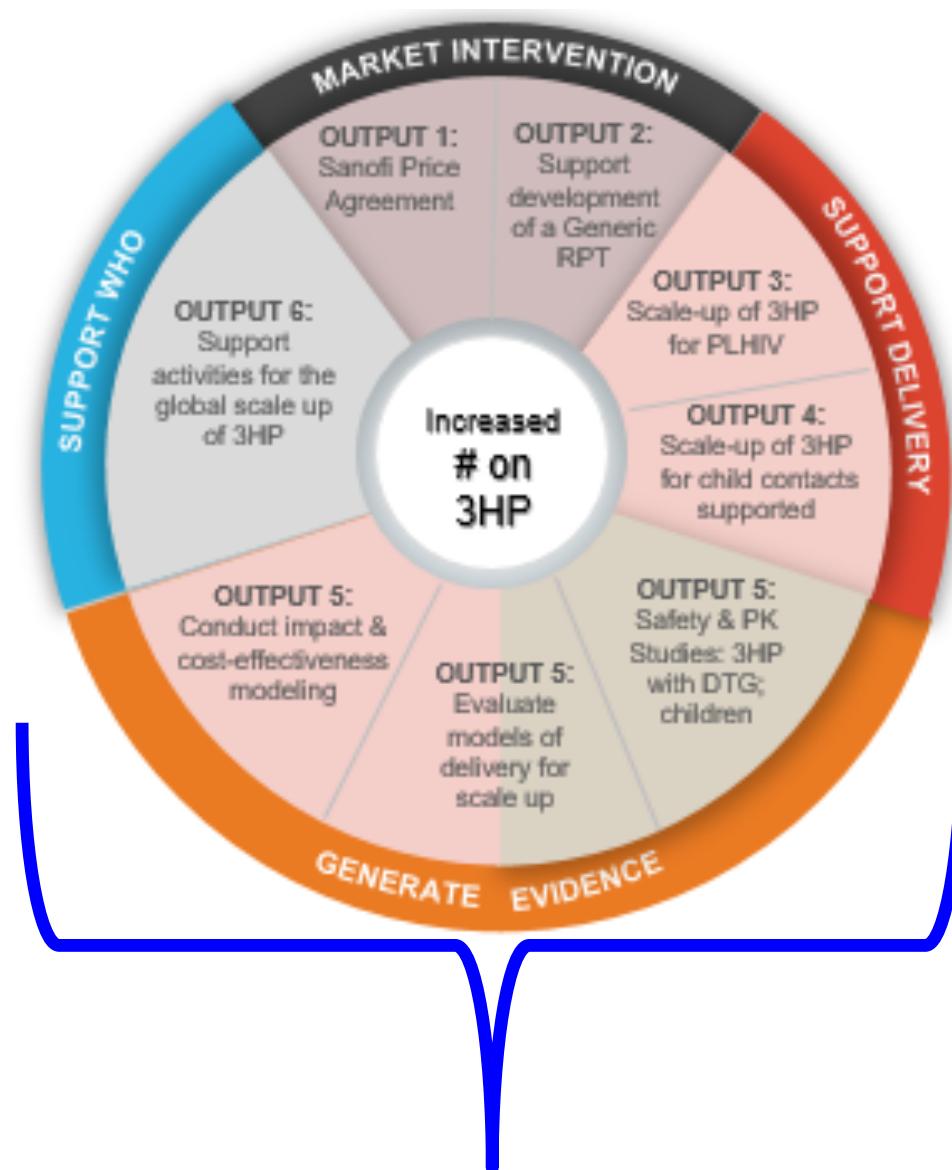 MARKET INTERVENTION
OUTPUT 1:
Sanofi Price
Agreement
OUTPUT 2:
Support
development
of a Generic
RPT
SUPPORT DELIVERY
OUTPUT 3:
Scale-up of 3HP
for PLHIV
OUTPUT 4:
Scale-up of 3HP
for child contacts
supported
GENERATE EVIDENCE
OUTPUT 5:
Safety & PK
Studies: 3HP
with DTG;
children
OUTPUT 5:
Evaluate
models of
delivery for
scale up
OUTPUT 5:
Conduct impact &
cost-effectiveness
modeling
SUPPORT WHO
OUTPUT 6:
Support
activities for the
global scale up
of 3HP
Increased
# on
3HP